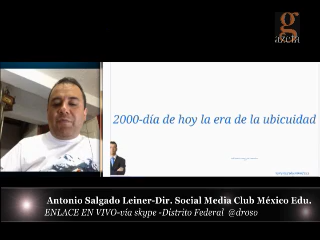 g
gazeta
2000-día de hoy la era de la ubicuidad
Antonio Salgado Leiner-Dir. Social Media Club México Edu.
ENLACE EN VIVO-vía skype -Distrito Federal @droso